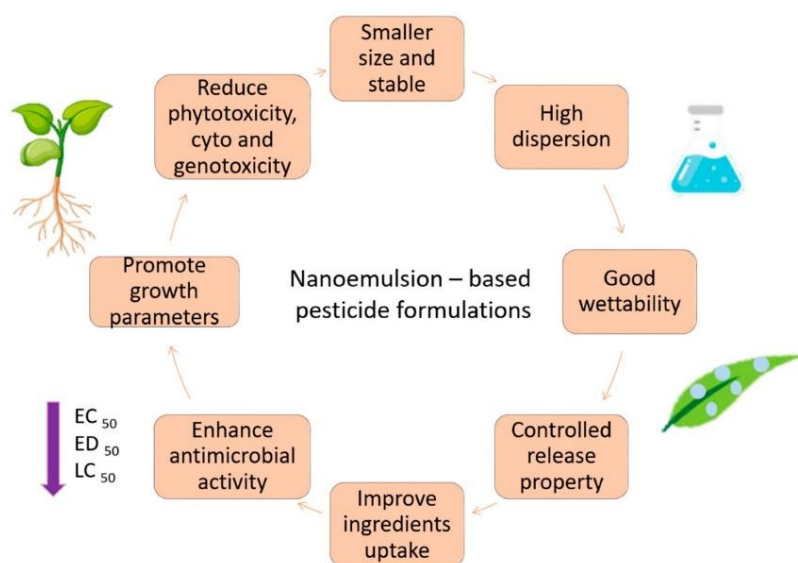 Smaller
size and
stable
High
dispersion
Good
wettability
Controlled
release
property
Improve
ingredients
uptake
Enhance
antimicrobial
activity
Promote
growth
parameters
Reduce
phytotoxicity,
cyto and
genotoxicity
Nanoemulsion – based
pesticide formulations
EC 50
ED 50
LC 50